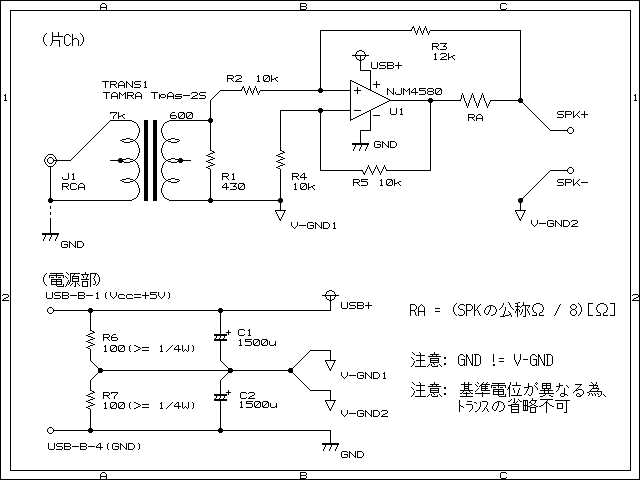 A B C
(片Ch)
R3
12k
USB+
R2 10k
NJM4580
TRANS1
TAMRA TpAs-2S
1 1
+
+
-
-
U1
RA
SPK+
7k 600
GND
J1
RCA
R1
430
R4
10k
R5 10k
SPK-
V-GND1
V-GND2
GND
(電源部)
2 2
USB-B-1(Vcc=+5V)
USB+
RA = (SPKの公称Ω / 8)[Ω]
R6
100(>= 1/4W)
+
C1
1500u
注意: GND != V-GND
V-GND1
注意: 基準電位が異なる為、
トランスの省略不可
R7
100(>= 1/4W)
+
C2
1500u
V-GND2
USB-B-4(GND)
GND
A B C